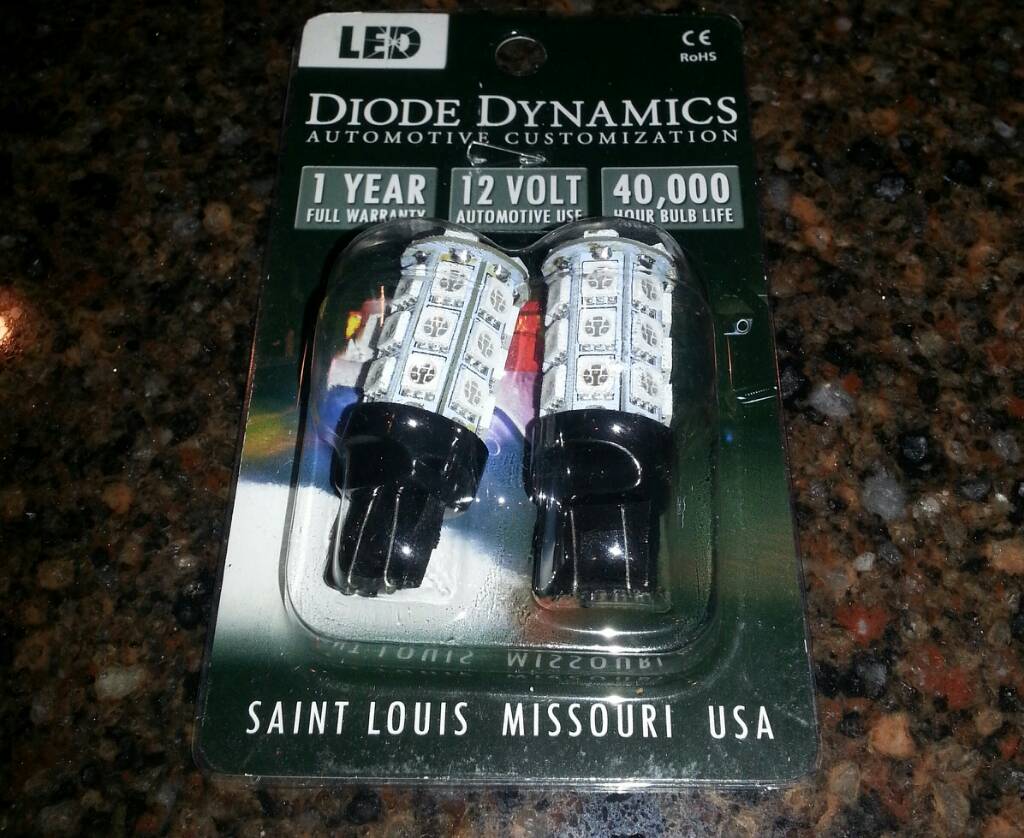 LED
CE
RoHS
DIODE DYNAMICS
AUTOMOTIVE CUSTOMIZATION
1 YEAR
FULL WARRANTY
12 VOLT
AUTOMOTIVE USE
40,000
HOUR BULB LIFE
SAINT LOUIS MISSOURI USA